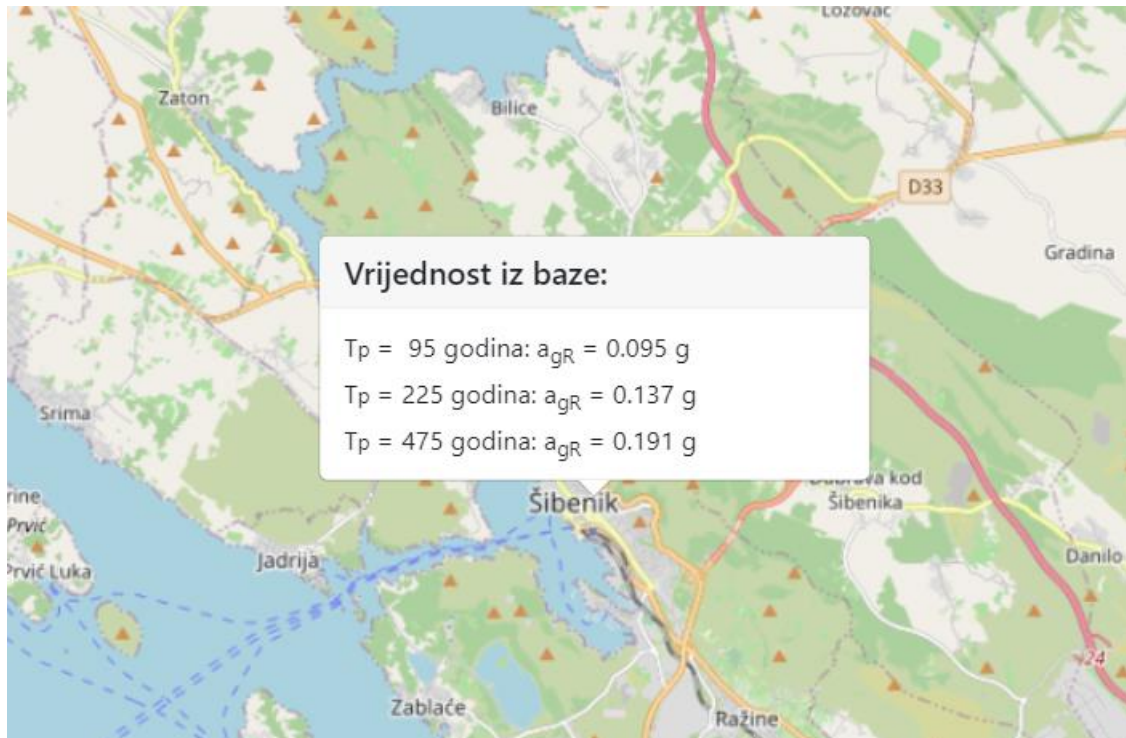 Lozovac
Zaton
Bilice
D33
Gradina
Vrijednost iz baze:
Tp = 95 godina: agR = 0.095 g
Tp = 225 godina: agR = 0.137 g
Tp = 475 godina: agR = 0.191 g
Srima
Dubrava kod
Šibenika
Šibenik
rine
Prvić
Prvić Luka
Jadrija
Danilo
Zablaće
Ražine